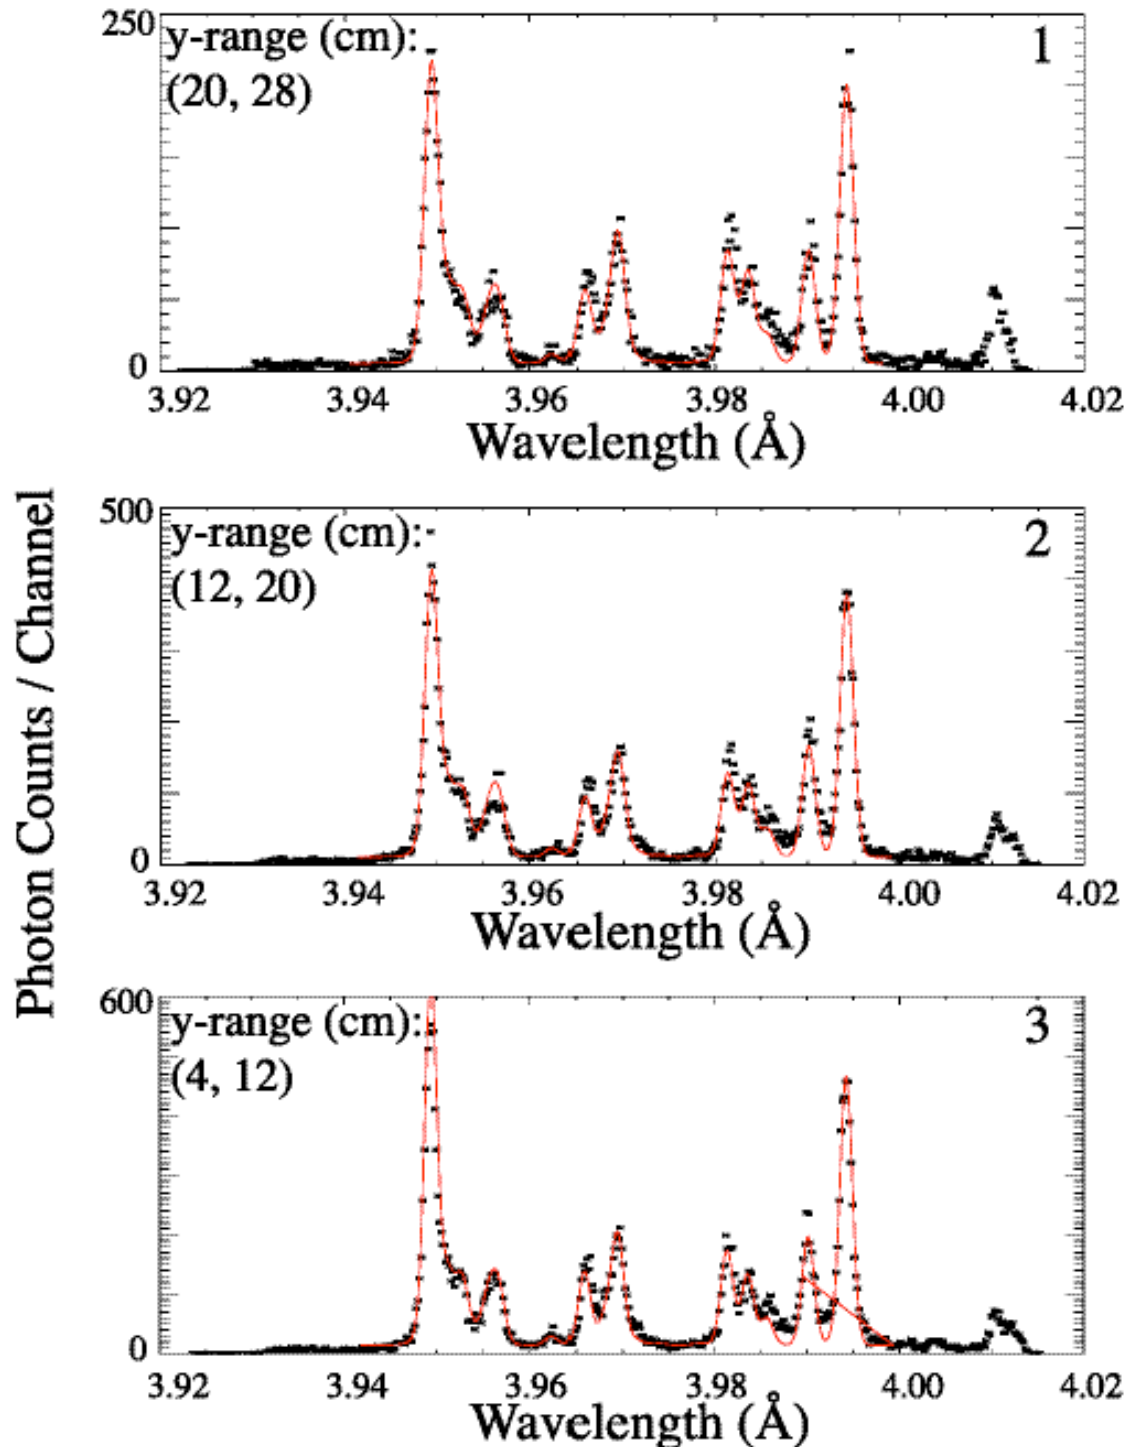 Photon Counts / Channel
250
y-range (cm):
(20, 28)
1
0
3.92 3.94 3.96 3.98 4.00 4.02
Wavelength (Å)
500
y-range (cm):
(12, 20)
2
0
3.92 3.94 3.96 3.98 4.00 4.02
Wavelength (Å)
600
y-range (cm):
(4, 12)
3
0
3.92 3.94 3.96 3.98 4.00 4.02
Wavelength (Å)